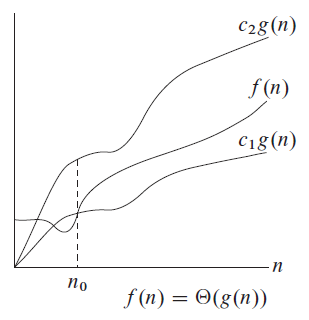 c₂g(n)
f(n)
c₁g(n)
n
n₀
f(n) = Θ(g(n))